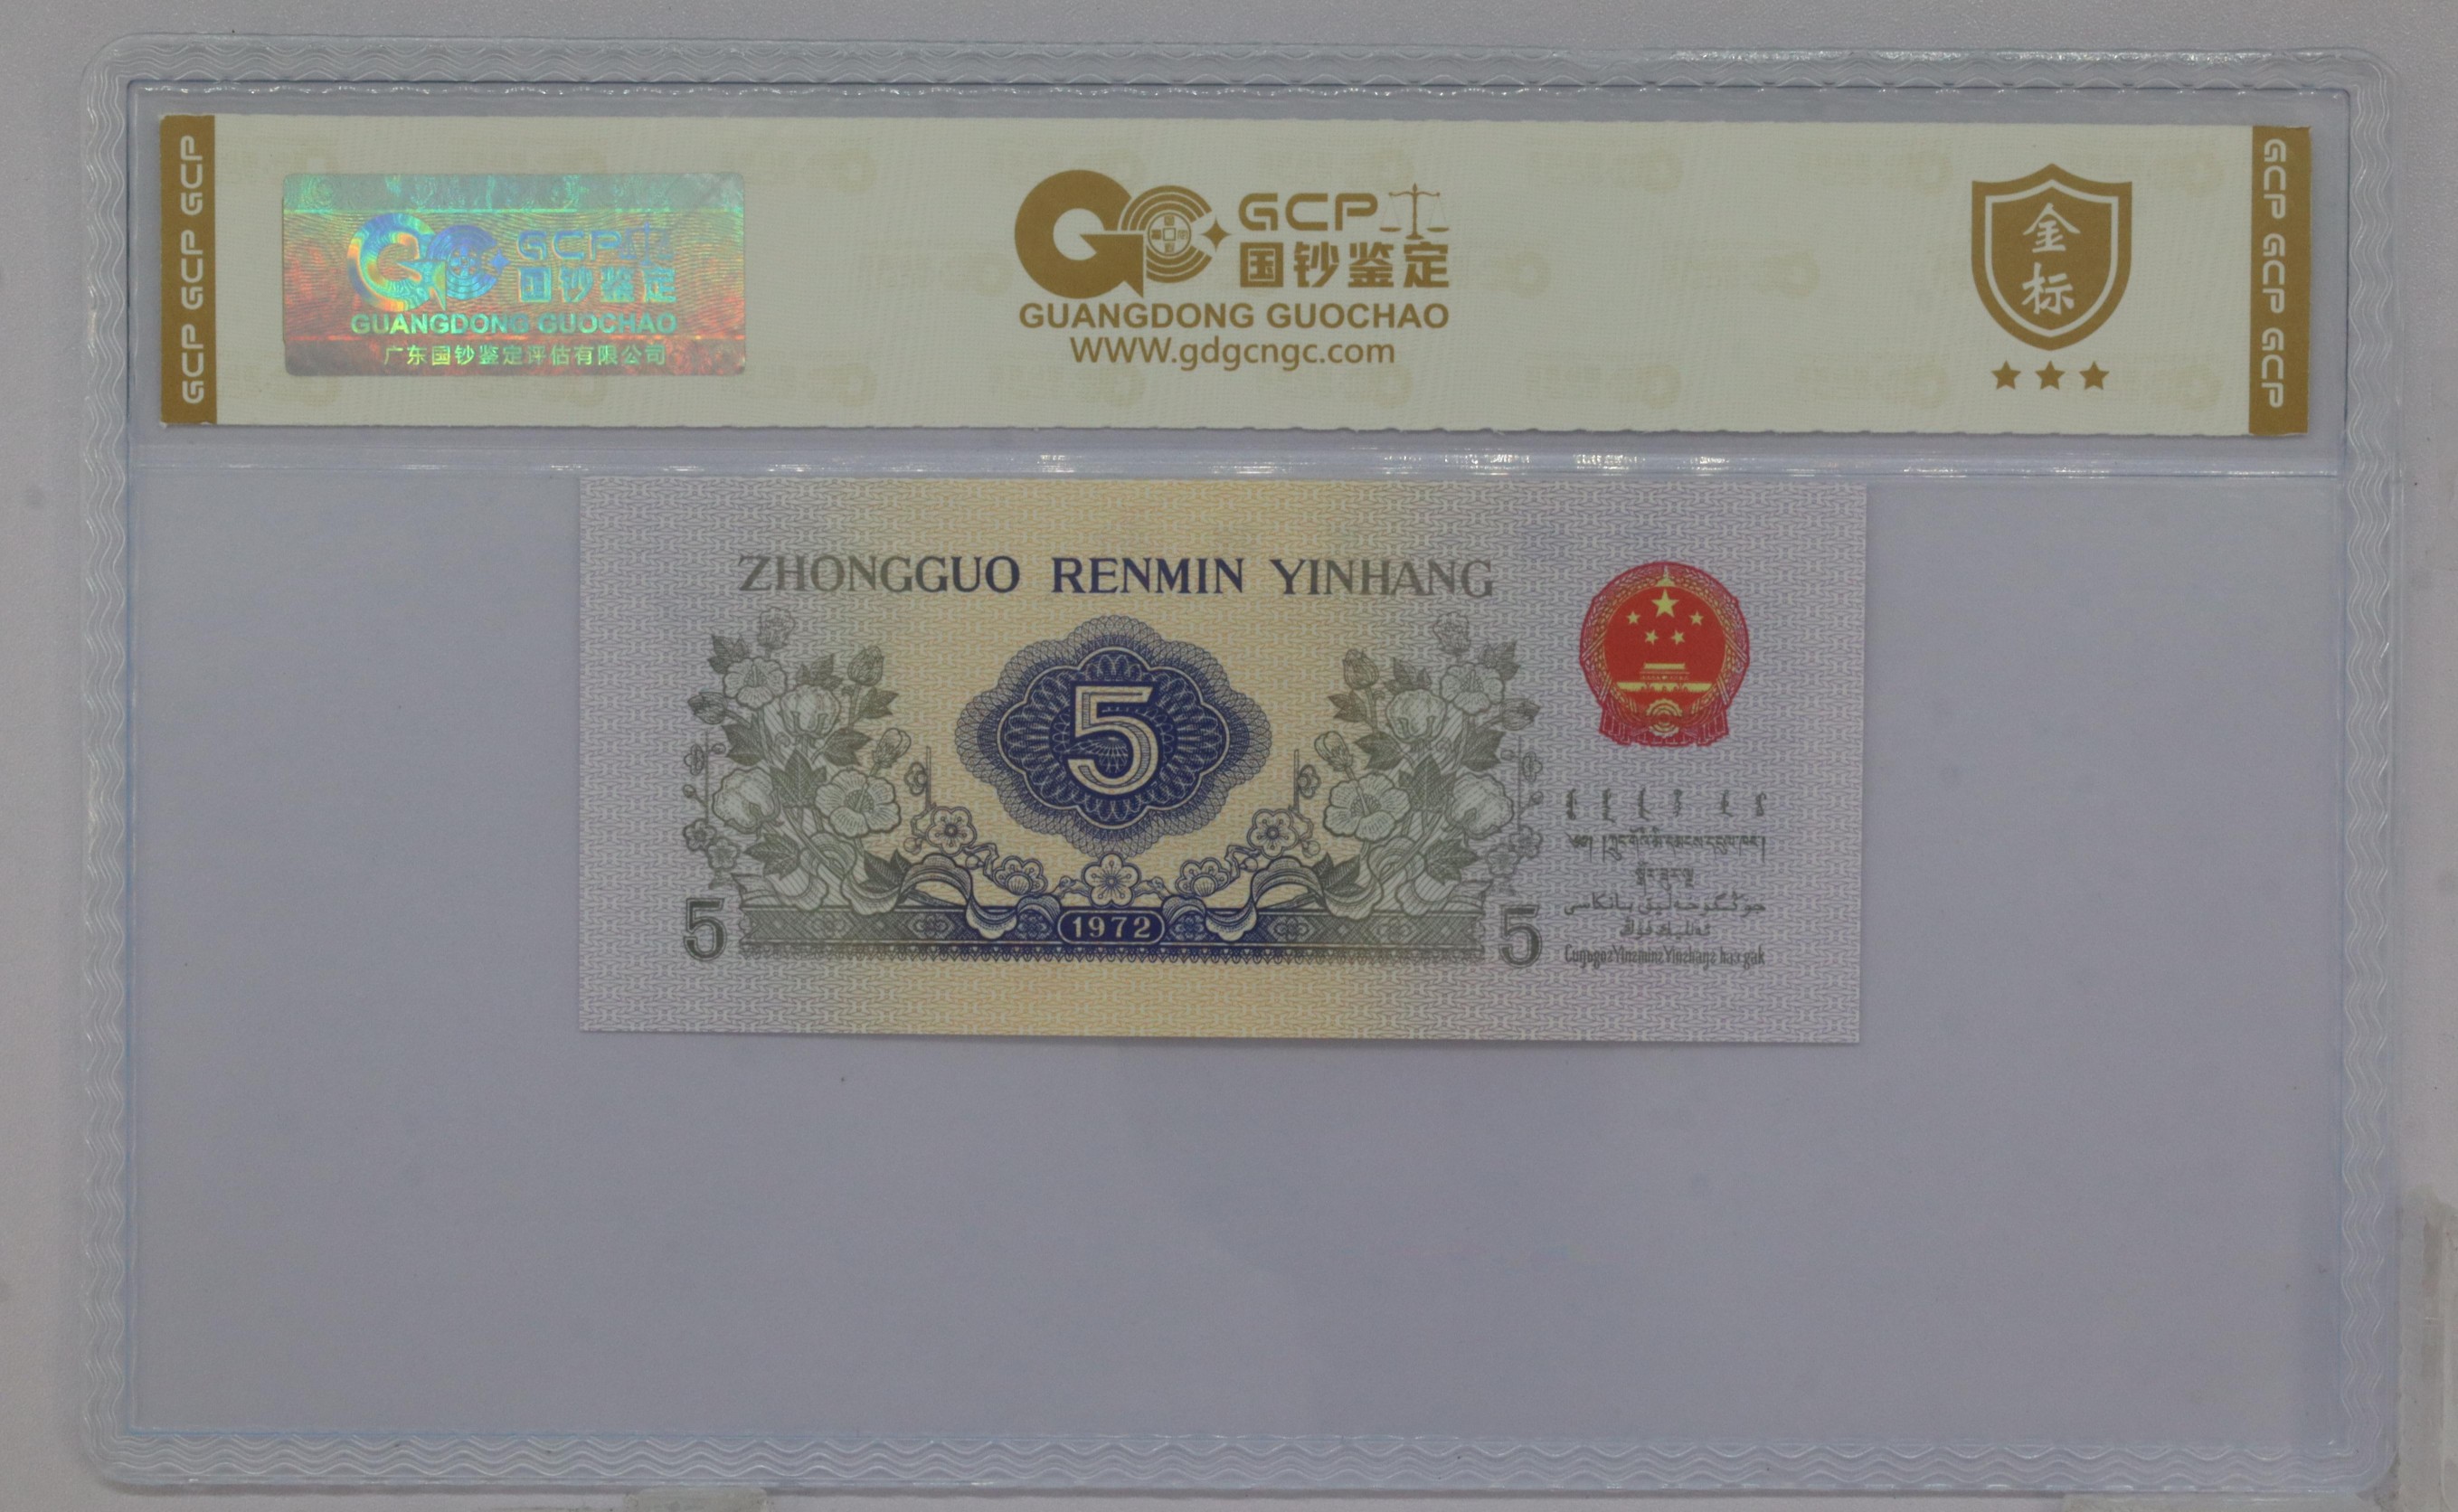 GCP GCP GCP
GCP
国钞鉴定
GUANGDONG GUOCHAO
广东国钞鉴定评估有限公司
GCP
国钞鉴定
GUANGDONG GUOCHAO
WWW.gdgcngc.com
金
标
GCP GCP GCP
ZHONGGUO RENMIN YINHANG
5
1972
5
5